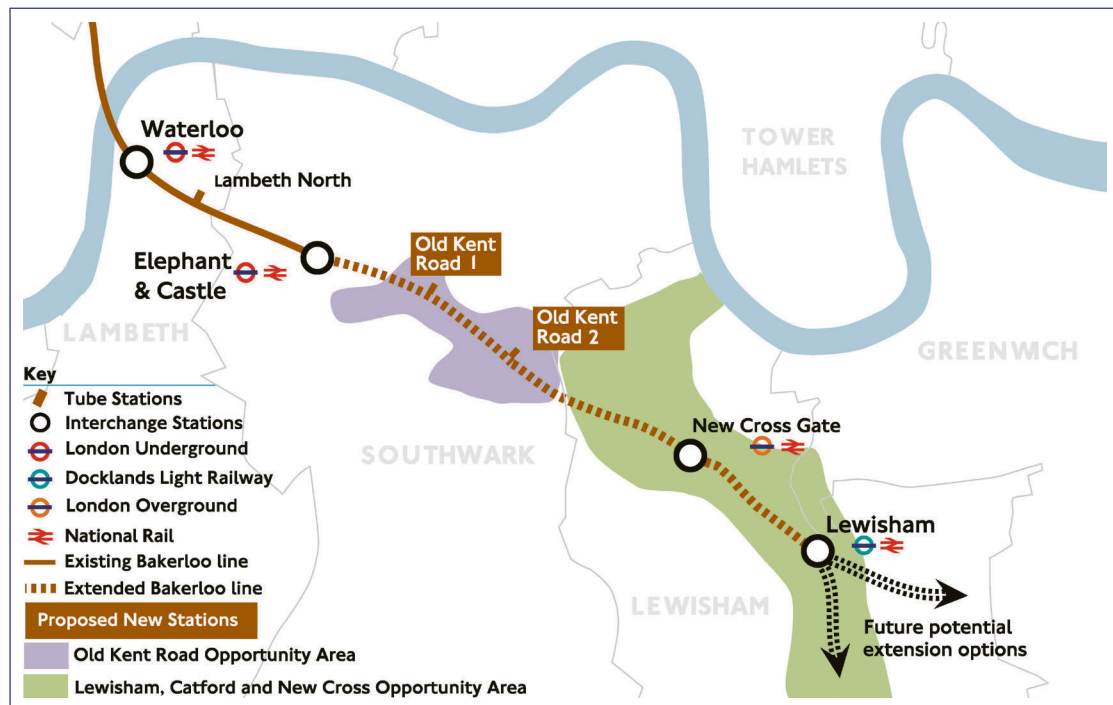 Waterloo
Lambeth North
TOWER
HAMLETS
Elephant
& Castle
Old Kent
Road 1
Old Kent
Road 2
LAMBETH
GREENWICH
SOUTHWARK
New Cross Gate
Lewisham
LEWISHAM
Future potential
extension options
Key
Tube Stations
Interchange Stations
London Underground
Docklands Light Railway
London Overground
National Rail
Existing Bakerloo line
Extended Bakerloo line
Proposed New Stations
Old Kent Road Opportunity Area
Lewisham, Catford and New Cross Opportunity Area